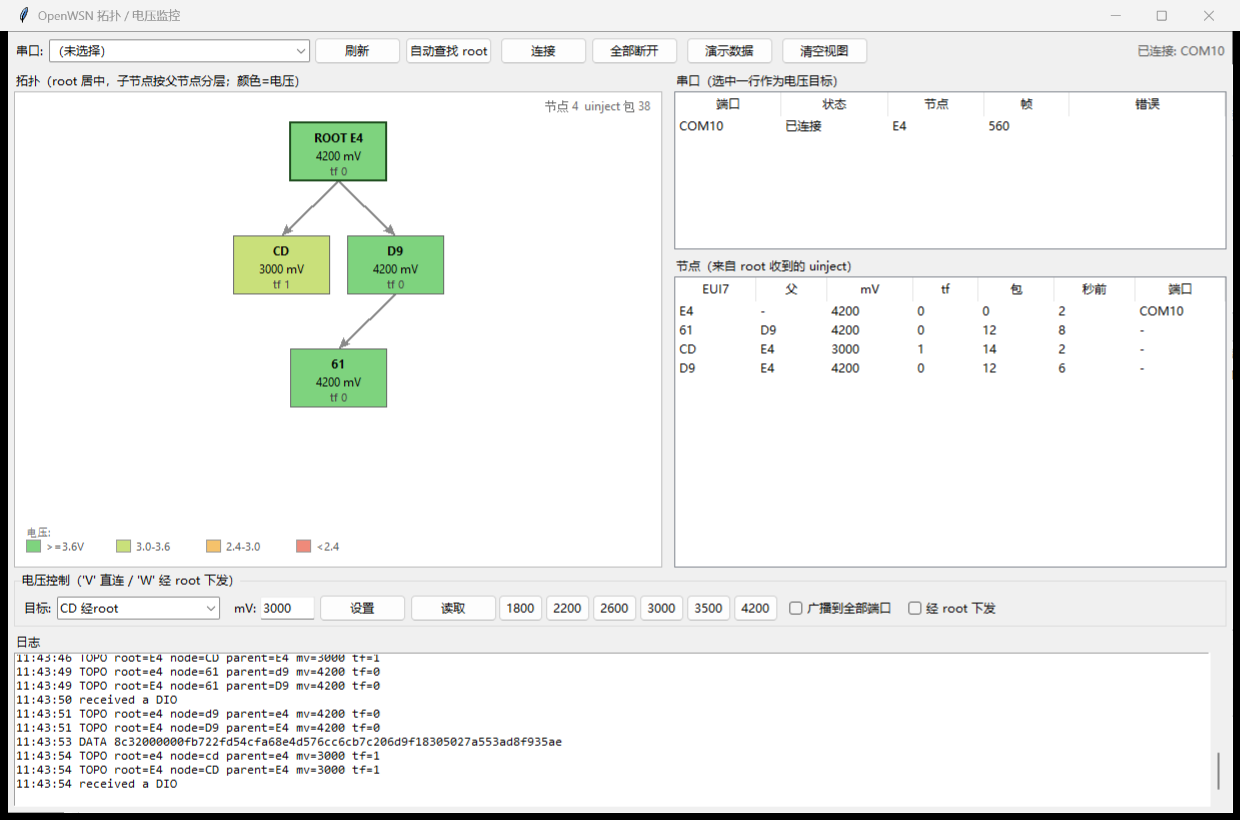 OpenWSN 拓扑 / 电压监控
串口: (未选择) 刷新 自动查找 root 连接 全部断开 演示数据 清空视图 已连接: COM10
拓扑（root 居中，子节点按父节点分层；颜色=电压）
节点 4 uinject 包 38
ROOT E4
4200 mV
tf 0
CD
3000 mV
tf 1
D9
4200 mV
tf 0
61
4200 mV
tf 0
电压:
>=3.6V 3.0-3.6 2.4-3.0 <2.4
串口（选中一行作为电压目标）
端口 状态 节点 帧 错误
COM10 已连接 E4 560
节点（来自 root 收到的 uinject）
EUI7 父 mV tf 包 秒前 端口
E4 - 4200 0 0 2 COM10
61 D9 4200 0 12 8 -
CD E4 3000 1 14 2 -
D9 E4 4200 0 12 6 -
电压控制（'V' 直连 / 'W' 经 root 下发）
目标: CD 经root mV: 3000 设置 读取 1800 2200 2600 3000 3500 4200 广播到全部端口 经 root 下发
日志
11:43:46 TOPO root=E4 node=CD parent=E4 mv=3000 tf=1
11:43:49 TOPO root=e4 node=61 parent=d9 mv=4200 tf=0
11:43:49 TOPO root=E4 node=61 parent=D9 mv=4200 tf=0
11:43:50 received a DIO
11:43:51 TOPO root=e4 node=d9 parent=e4 mv=4200 tf=0
11:43:51 TOPO root=E4 node=D9 parent=E4 mv=4200 tf=0
11:43:53 DATA 8c32000000fb722fd54cfa68e4d576cc6cb7c206d9f18305027a553ad8f935ae
11:43:54 TOPO root=e4 node=cd parent=e4 mv=3000 tf=1
11:43:54 TOPO root=E4 node=CD parent=E4 mv=3000 tf=1
11:43:54 received a DIO